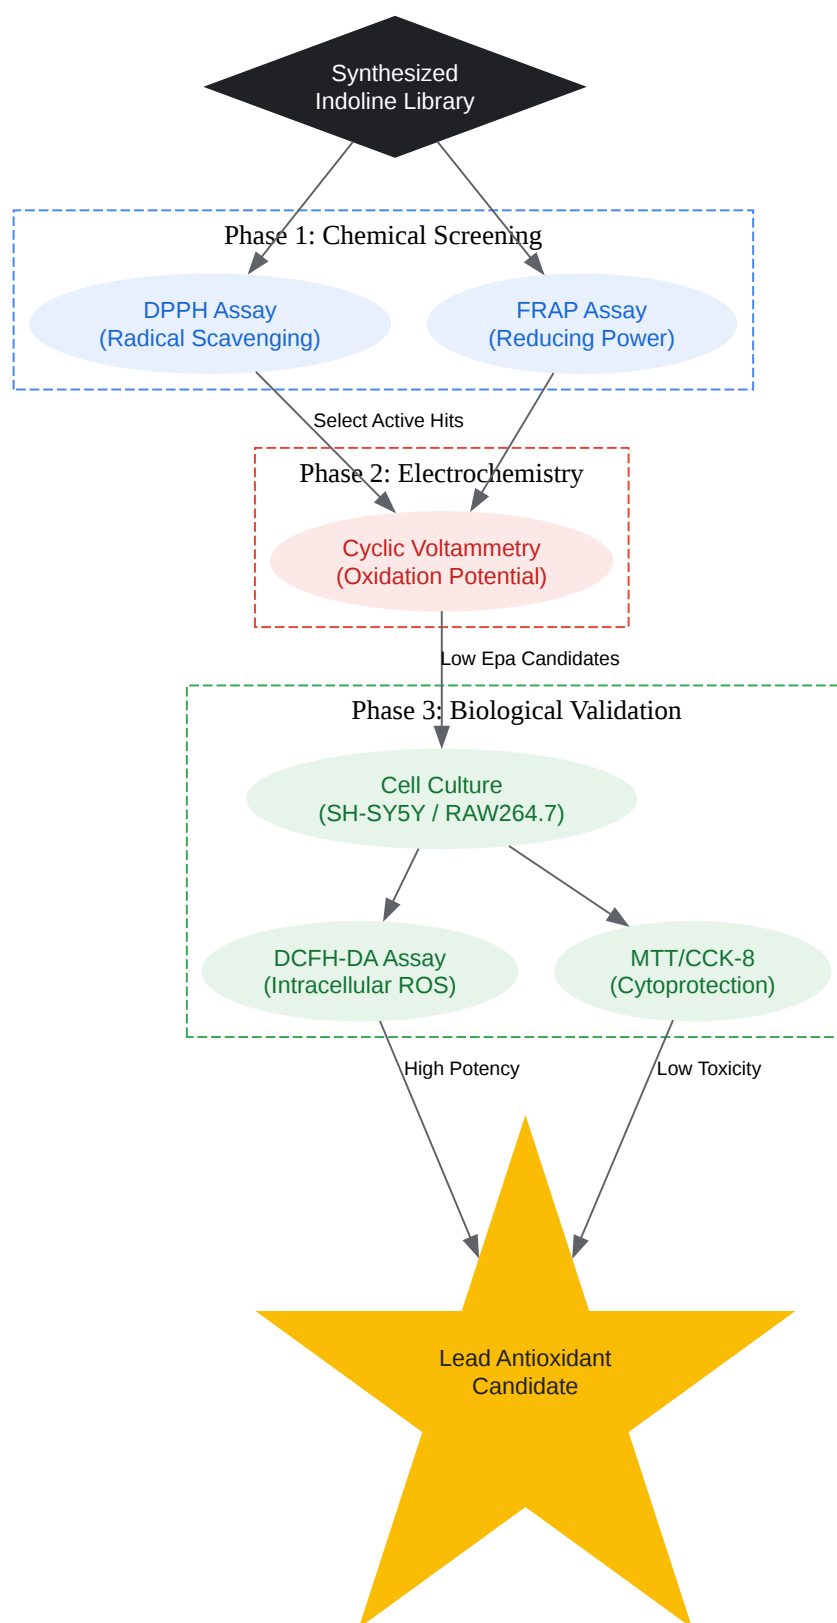 Synthesized
Indoline Library
Phase 1: Chemical Screening
DPPH Assay
(Radical Scavenging)
FRAP Assay
(Reducing Power)
Select Active Hits
Phase 2: Electrochemistry
Cyclic Voltammetry
(Oxidation Potential)
Low Epa Candidates
Phase 3: Biological Validation
Cell Culture
(SH-SY5Y / RAW264.7)
DCFH-DA Assay
(Intracellular ROS)
MTT/CCK-8
(Cytoprotection)
High Potency
Low Toxicity
Lead Antioxidant
Candidate